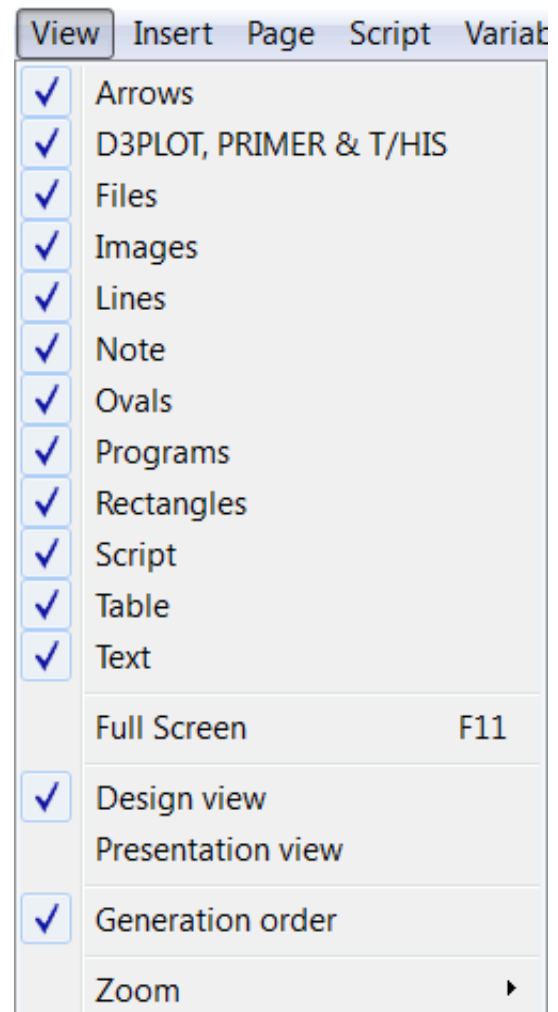 View Insert Page Script Variab
Arrows
D3PLOT, PRIMER & T/HIS
Files
Images
Lines
Note
Ovals
Programs
Rectangles
Script
Table
Text
Full Screen F11
Design view
Presentation view
Generation order
Zoom